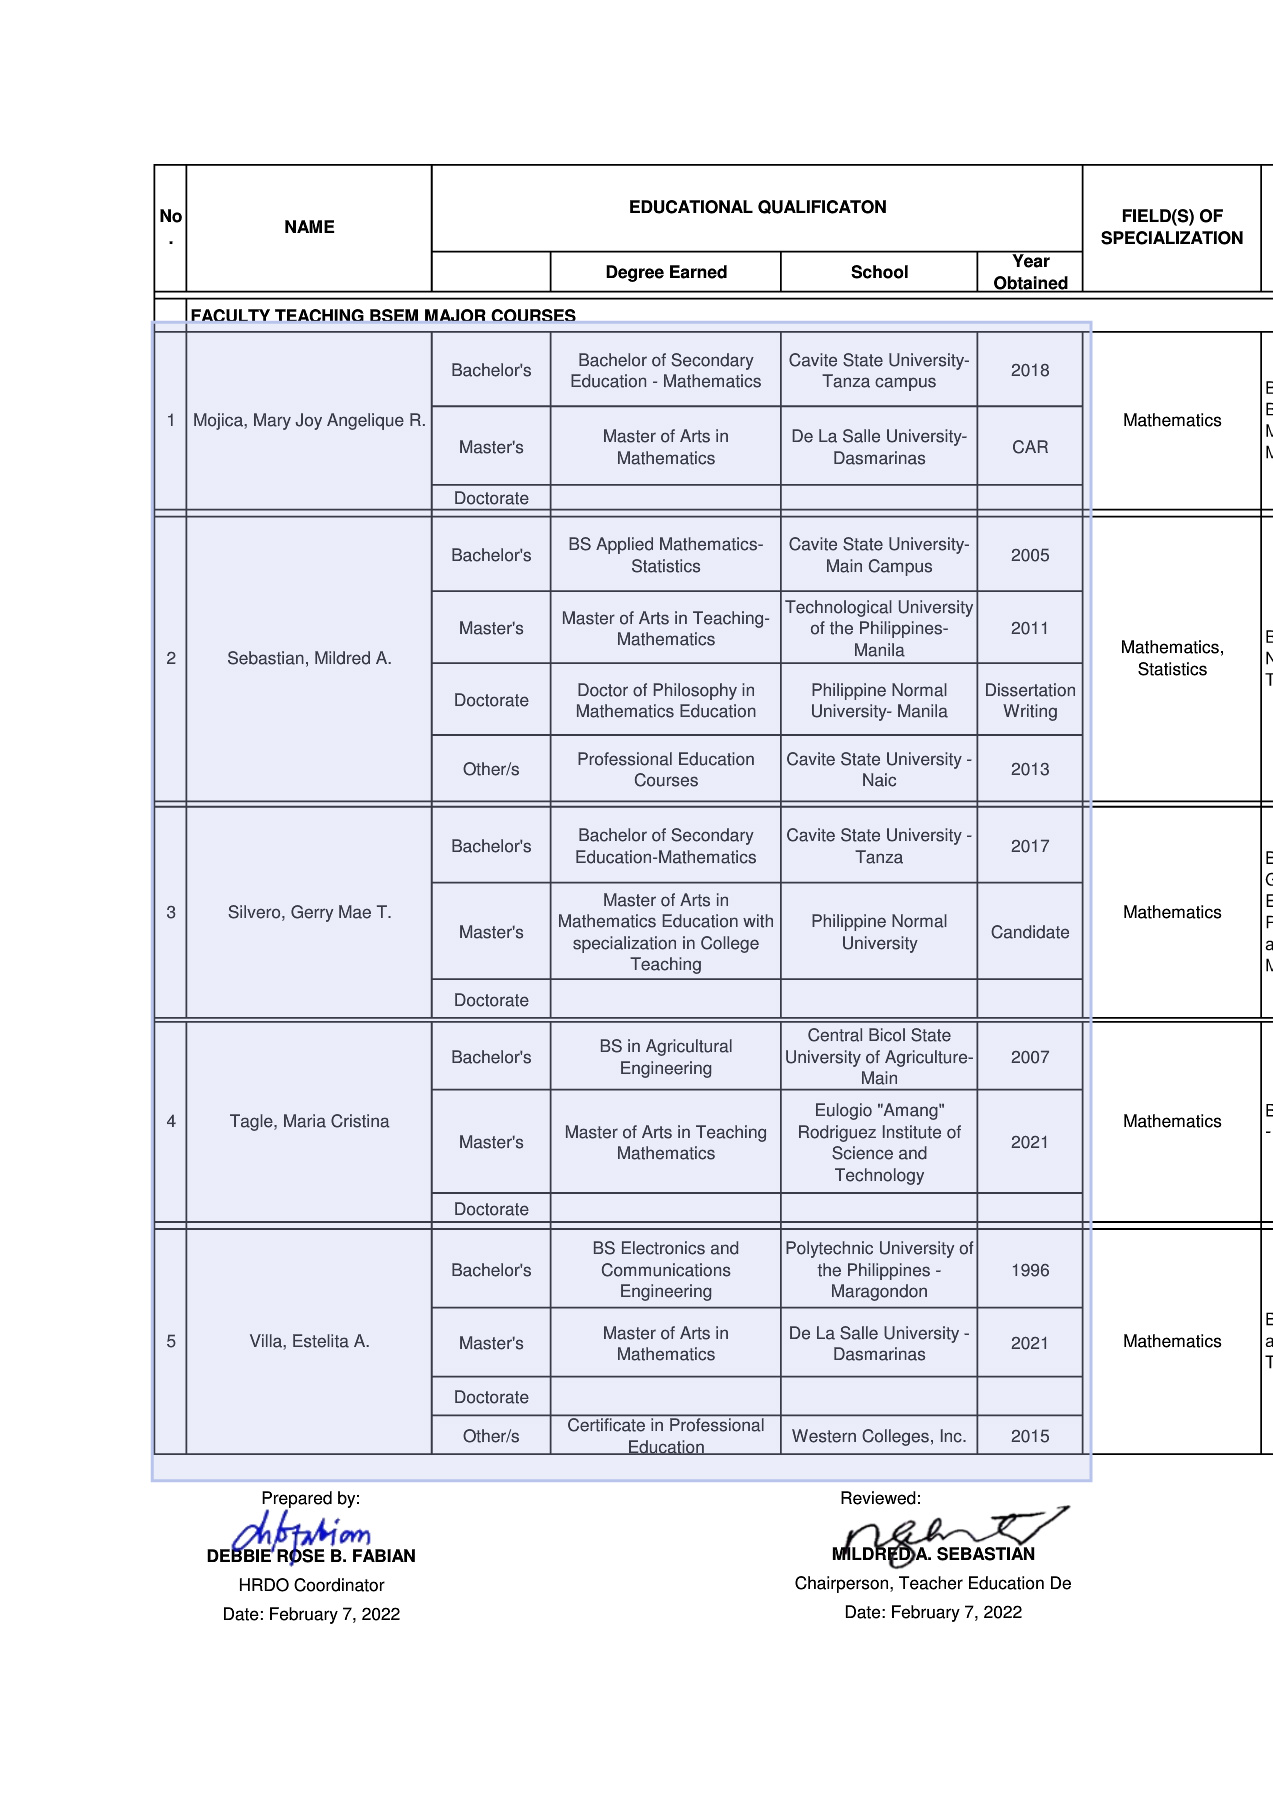 No
.
NAME
EDUCATIONAL QUALIFICATON
FIELD(S) OF
SPECIALIZATION
Degree Earned
School
Year
Obtained
FACULTY TEACHING BSEM MAJOR COURSES
1
Mojica, Mary Joy Angelique R.
Bachelor's
Bachelor of Secondary
Education - Mathematics
Cavite State University-
Tanza campus
2018
Master's
Master of Arts in
Mathematics
De La Salle University-
Dasmarinas
CAR
Doctorate
Mathematics
2
Sebastian, Mildred A.
Bachelor's
BS Applied Mathematics-
Statistics
Cavite State University-
Main Campus
2005
Master's
Master of Arts in Teaching-
Mathematics
Technological University
of the Philippines-
Manila
2011
Doctorate
Doctor of Philosophy in
Mathematics Education
Philippine Normal
University- Manila
Dissertation
Writing
Other/s
Professional Education
Courses
Cavite State University -
Naic
2013
Mathematics,
Statistics
3
Silvero, Gerry Mae T.
Bachelor's
Bachelor of Secondary
Education-Mathematics
Cavite State University -
Tanza
2017
Master's
Master of Arts in
Mathematics Education with
specialization in College
Teaching
Philippine Normal
University
Candidate
Doctorate
Mathematics
4
Tagle, Maria Cristina
Bachelor's
BS in Agricultural
Engineering
Central Bicol State
University of Agriculture-
Main
2007
Master's
Master of Arts in Teaching
Mathematics
Eulogio "Amang"
Rodriguez Institute of
Science and
Technology
2021
Doctorate
Mathematics
5
Villa, Estelita A.
Bachelor's
BS Electronics and
Communications
Engineering
Polytechnic University of
the Philippines -
Maragondon
1996
Master's
Master of Arts in
Mathematics
De La Salle University -
Dasmarinas
2021
Doctorate
Other/s
Certificate in Professional
Education
Western Colleges, Inc.
2015
Mathematics
Prepared by:
DEBBIE ROSE B. FABIAN
HRDO Coordinator
Date: February 7, 2022
Reviewed:
MILDRED A. SEBASTIAN
Chairperson, Teacher Education De
Date: February 7, 2022